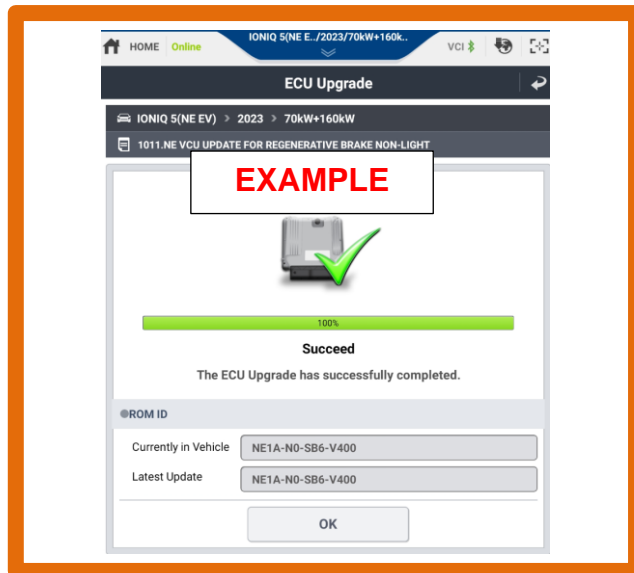 IONIQ 5(NE E../2023/70kW+160k..
HOME Online VCI
ECU Upgrade
IONIQ 5(NE EV) > 2023 > 70kW+160kW
1011.NE VCU UPDATE FOR REGENERATIVE BRAKE NON-LIGHT
EXAMPLE
100%
Succeed
The ECU Upgrade has successfully completed.
ROM ID
Currently in Vehicle NE1A-N0-SB6-V400
Latest Update NE1A-N0-SB6-V400
OK